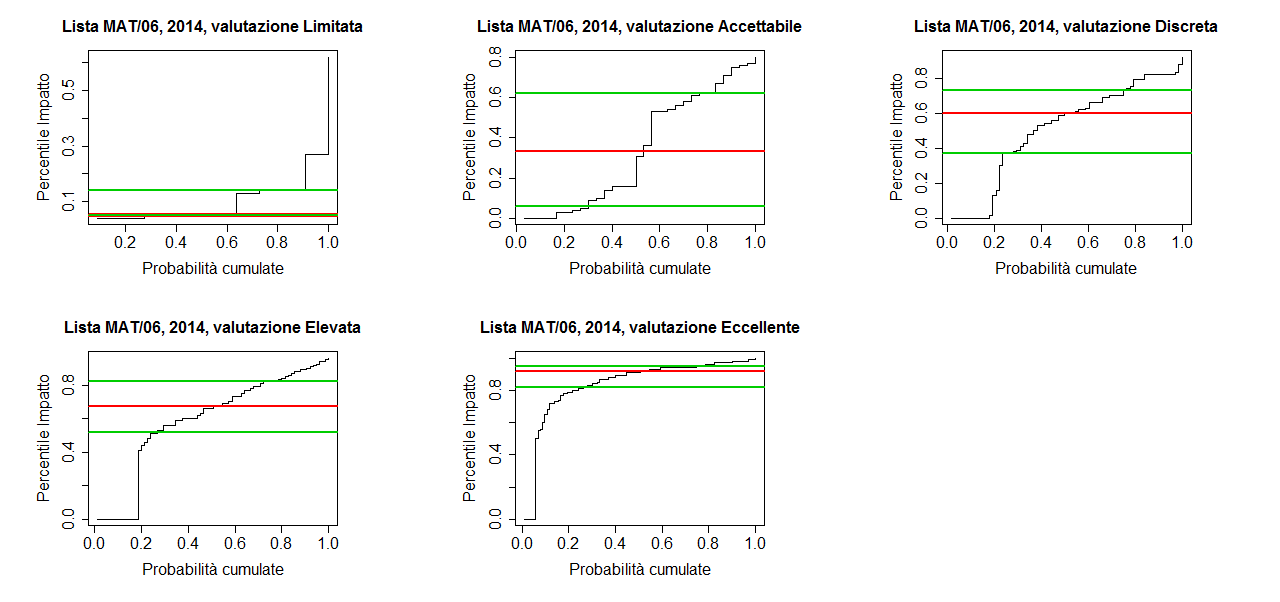 Lista MAT/06, 2014, valutazione Limitata
Percentile Impatto
0.1 0.3 0.5
0.2 0.4 0.6 0.8 1.0
Probabilità cumulate
Lista MAT/06, 2014, valutazione Accettabile
Percentile Impatto
0.0 0.2 0.4 0.6 0.8
0.0 0.2 0.4 0.6 0.8 1.0
Probabilità cumulate
Lista MAT/06, 2014, valutazione Discreta
Percentile Impatto
0.0 0.2 0.4 0.6 0.8
0.0 0.2 0.4 0.6 0.8 1.0
Probabilità cumulate
Lista MAT/06, 2014, valutazione Elevata
Percentile Impatto
0.0 0.4 0.8
0.0 0.2 0.4 0.6 0.8 1.0
Probabilità cumulate
Lista MAT/06, 2014, valutazione Eccellente
Percentile Impatto
0.0 0.4 0.8
0.0 0.2 0.4 0.6 0.8 1.0
Probabilità cumulate